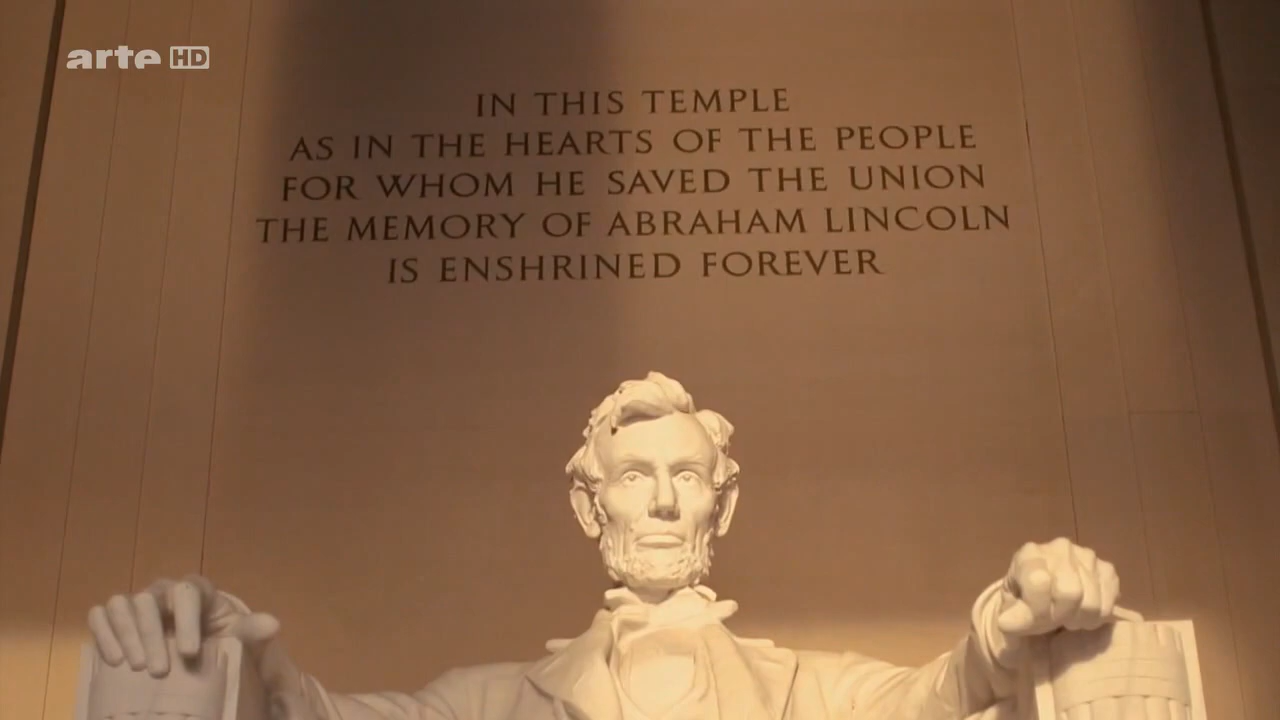 arte HD
IN THIS TEMPLE
AS IN THE HEARTS OF THE PEOPLE
FOR WHOM HE SAVED THE UNION
THE MEMORY OF ABRAHAM LINCOLN
IS ENSHRINED FOREVER